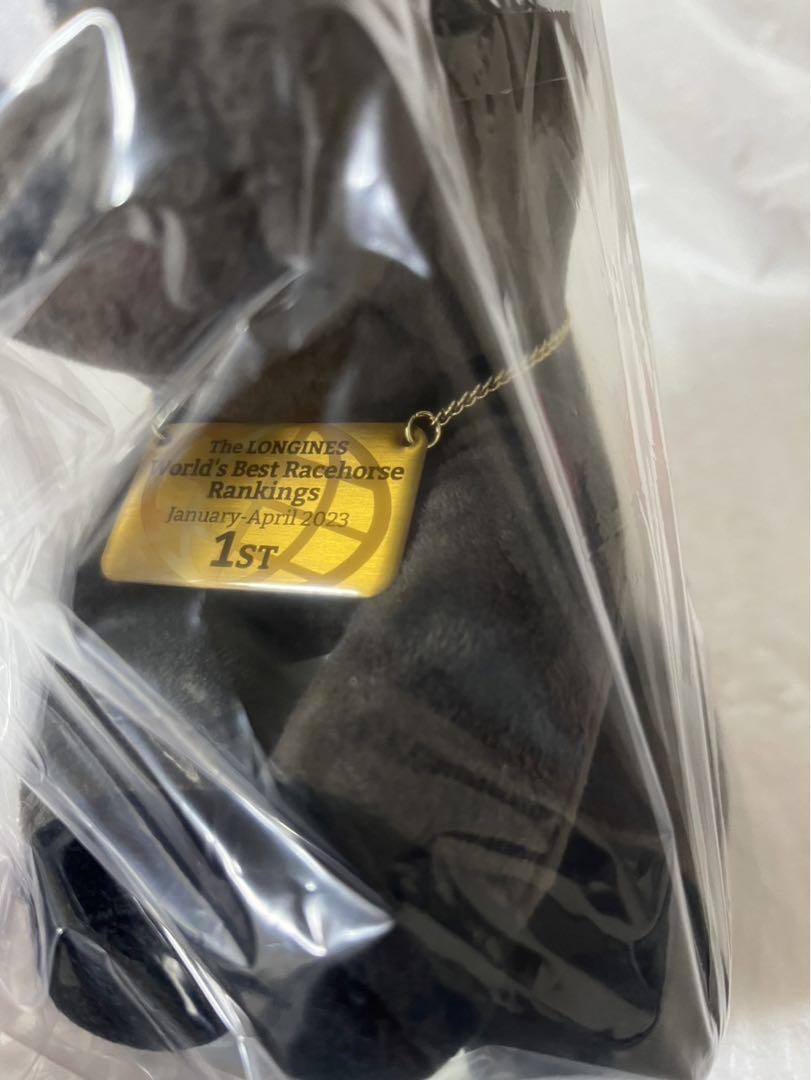 The LONGINES
World's Best Racehorse
Rankings
January-April 2023
1ST